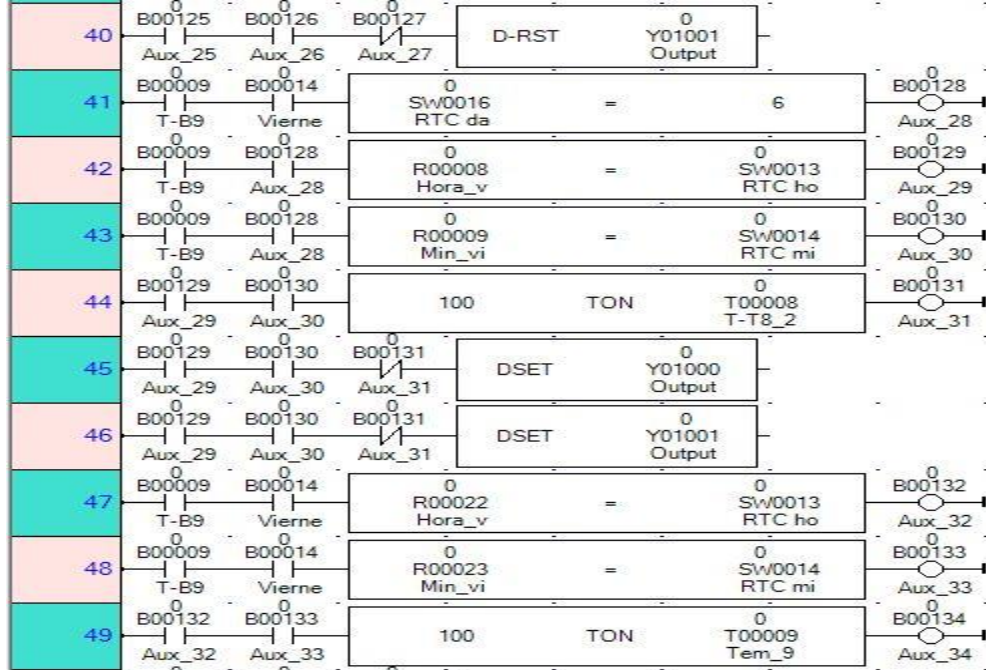 0 0 0 0
B00125 B00126 B00127
40 D-RST Y01001
Aux_25 Aux_26 Aux_27 Output
0 0 0 0
B00009 B00014 B00128
41 SW0016 = 6
T-B9 Vierne RTC da Aux_28
0 0 0 0 0
B00009 B00128 B00129
42 R00008 = SW0013
T-B9 Aux_28 Hora_v RTC ho Aux_29
0 0 0 0 0
B00009 B00128 B00130
43 R00009 = SW0014
T-B9 Aux_28 Min_vi RTC mi Aux_30
0 0 0 0
B00129 B00130 B00131
44 100 TON T00008
Aux_29 Aux_30 T-T8_2 Aux_31
0 0 0 0
B00129 B00130 B00131
45 DSET Y01000
Aux_29 Aux_30 Aux_31 Output
0 0 0 0
B00129 B00130 B00131
46 DSET Y01001
Aux_29 Aux_30 Aux_31 Output
0 0 0 0 0
B00009 B00014 B00132
47 R00022 = SW0013
T-B9 Vierne Hora_v RTC ho Aux_32
0 0 0 0 0
B00009 B00014 B00133
48 R00023 = SW0014
T-B9 Vierne Min_vi RTC mi Aux_33
0 0 0 0
B00132 B00133 B00134
49 100 TON T00009
Aux_32 Aux_33 Tem_9 Aux_34